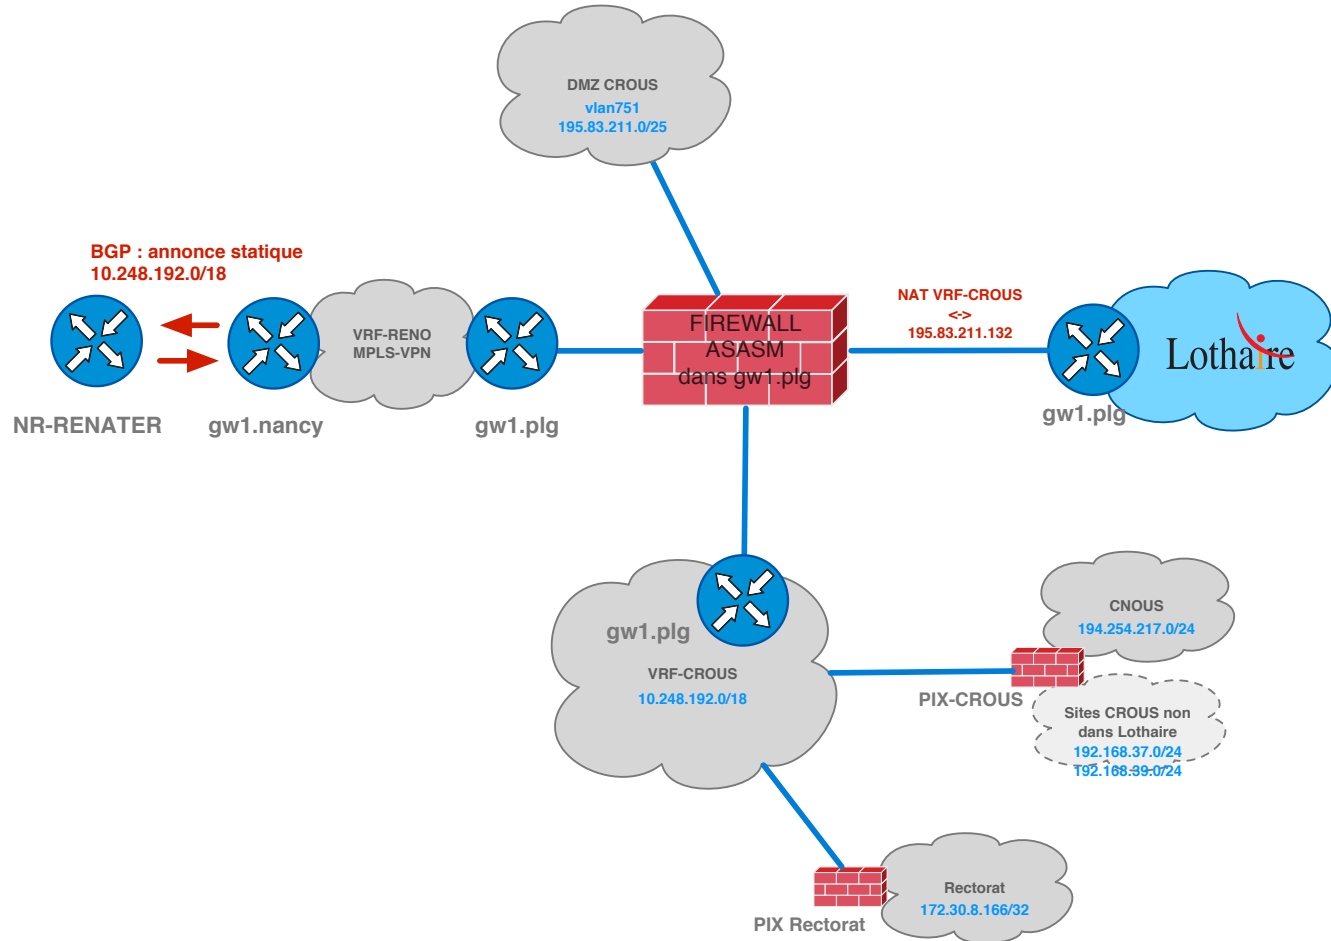 DMZ CROUS
vlan751
195.83.211.0/25
BGP : annonce statique
10.248.192.0/18
VRF-RENO
MPLS-VPN
FIREWALL
ASASM
dans gw1.plg
NAT VRF-CROUS
<->
195.83.211.132
Lothaire
NR-RENATER
gw1.nancy
gw1.plg
gw1.plg
gw1.plg
VRF-CROUS
10.248.192.0/18
CNOUS
194.254.217.0/24
PIX-CROUS
Sites CROUS non
dans Lothaire
192.168.37.0/24
192.168.39.0/24
Rectorat
172.30.8.166/32
PIX Rectorat